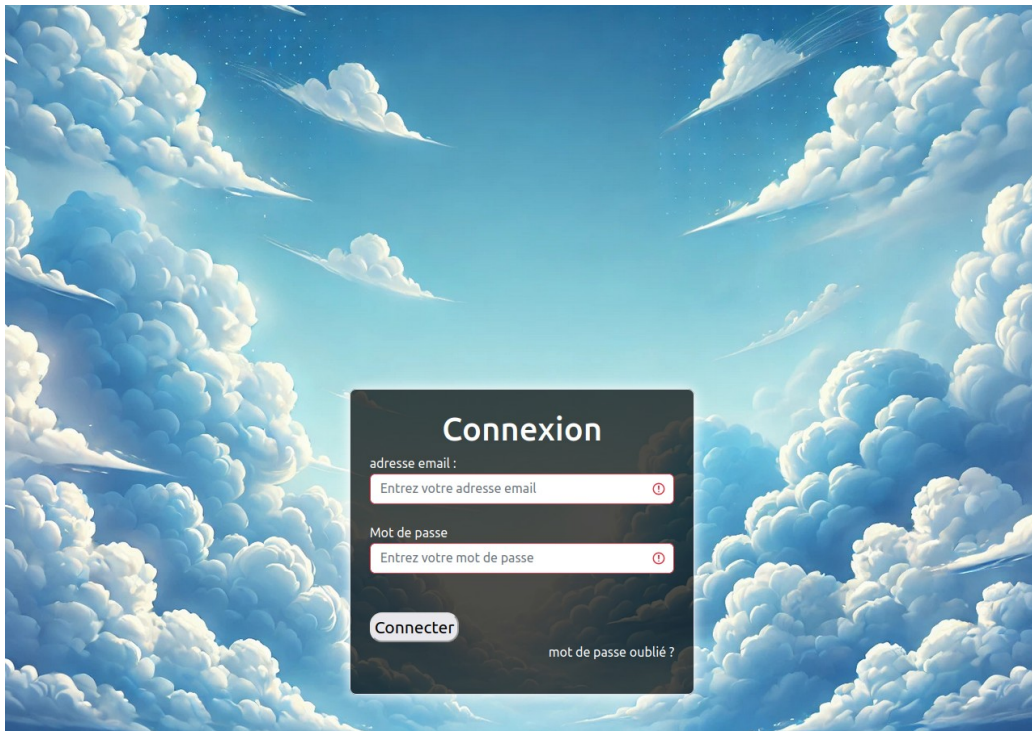 Connexion
adresse email :
Entrez votre adresse email
Mot de passe
Entrez votre mot de passe
Connecter
mot de passe oublié ?